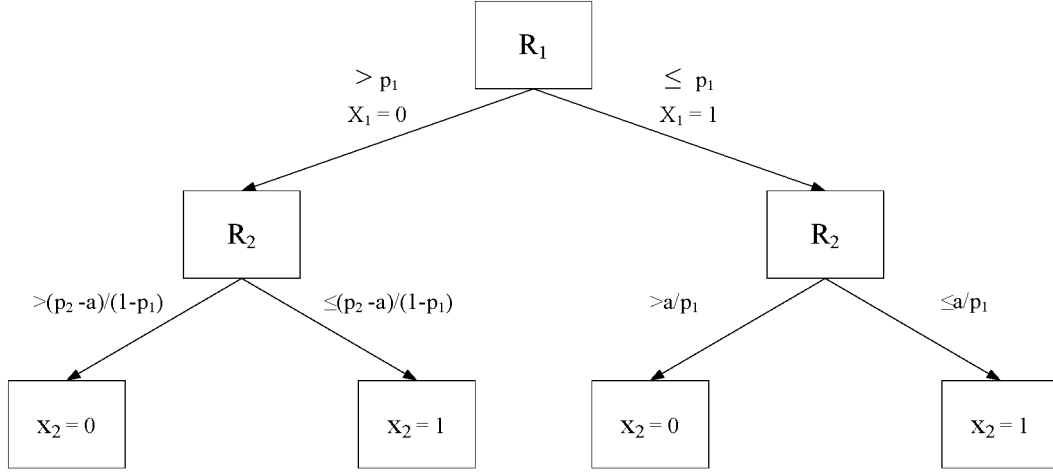 R₁
> p₁ ≤ p₁
X₁ = 0 X₁ = 1
R₂ R₂
>(p₂ -a)/(1-p₁) ≤(p₂ -a)/(1-p₁) >a/p₁ ≤a/p₁
x₂ = 0 x₂ = 1 x₂ = 0 x₂ = 1